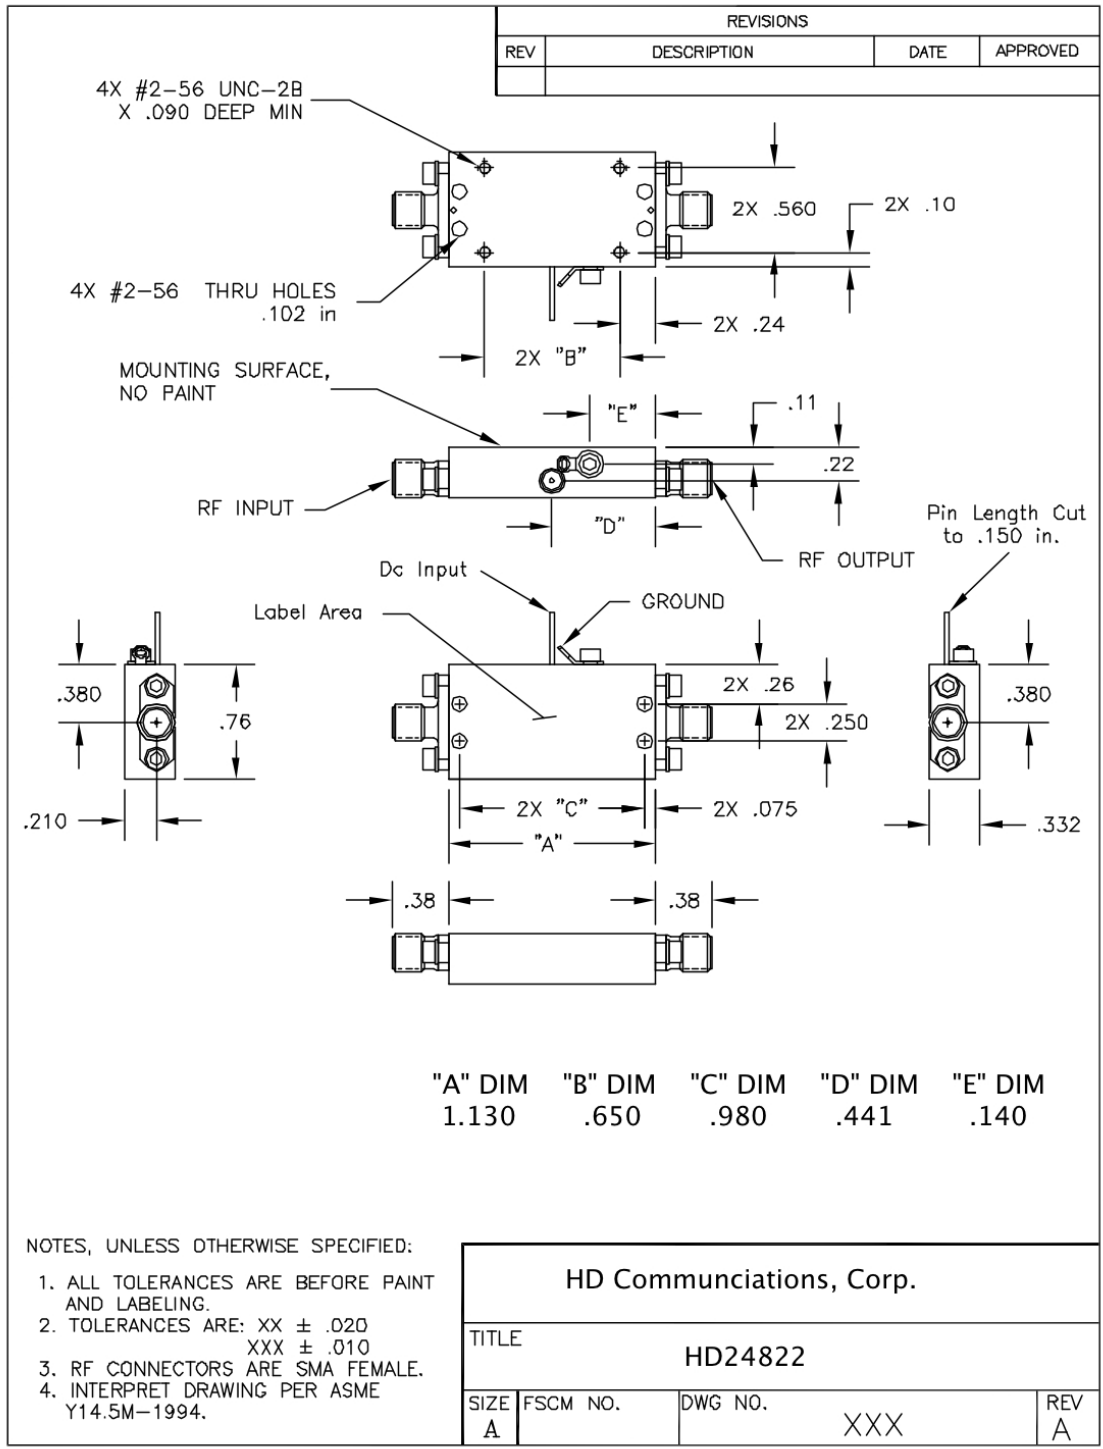 REVISIONS
REV DESCRIPTION DATE APPROVED
4X #2-56 UNC-2B
X .090 DEEP MIN
2X .560
2X .10
4X #2-56 THRU HOLES
.102 in
2X .24
2X "B"
MOUNTING SURFACE,
NO PAINT
"E"
.11
.22
RF INPUT
"D"
RF OUTPUT
Pin Length Cut
to .150 in.
Dc Input
GROUND
Label Area
.380
.76
2X .26
2X .250
.380
.210
2X "C"
2X .075
.332
"A"
.38
.38
"A" DIM "B" DIM "C" DIM "D" DIM "E" DIM
1.130 .650 .980 .441 .140
NOTES, UNLESS OTHERWISE SPECIFIED:
1. ALL TOLERANCES ARE BEFORE PAINT
AND LABELING.
2. TOLERANCES ARE: XX ± .020
XXX ± .010
3. RF CONNECTORS ARE SMA FEMALE.
4. INTERPRET DRAWING PER ASME
Y14.5M-1994.
HD Communciations, Corp.
TITLE
HD24822
SIZE FSCM NO. DWG NO. REV
A XXX A